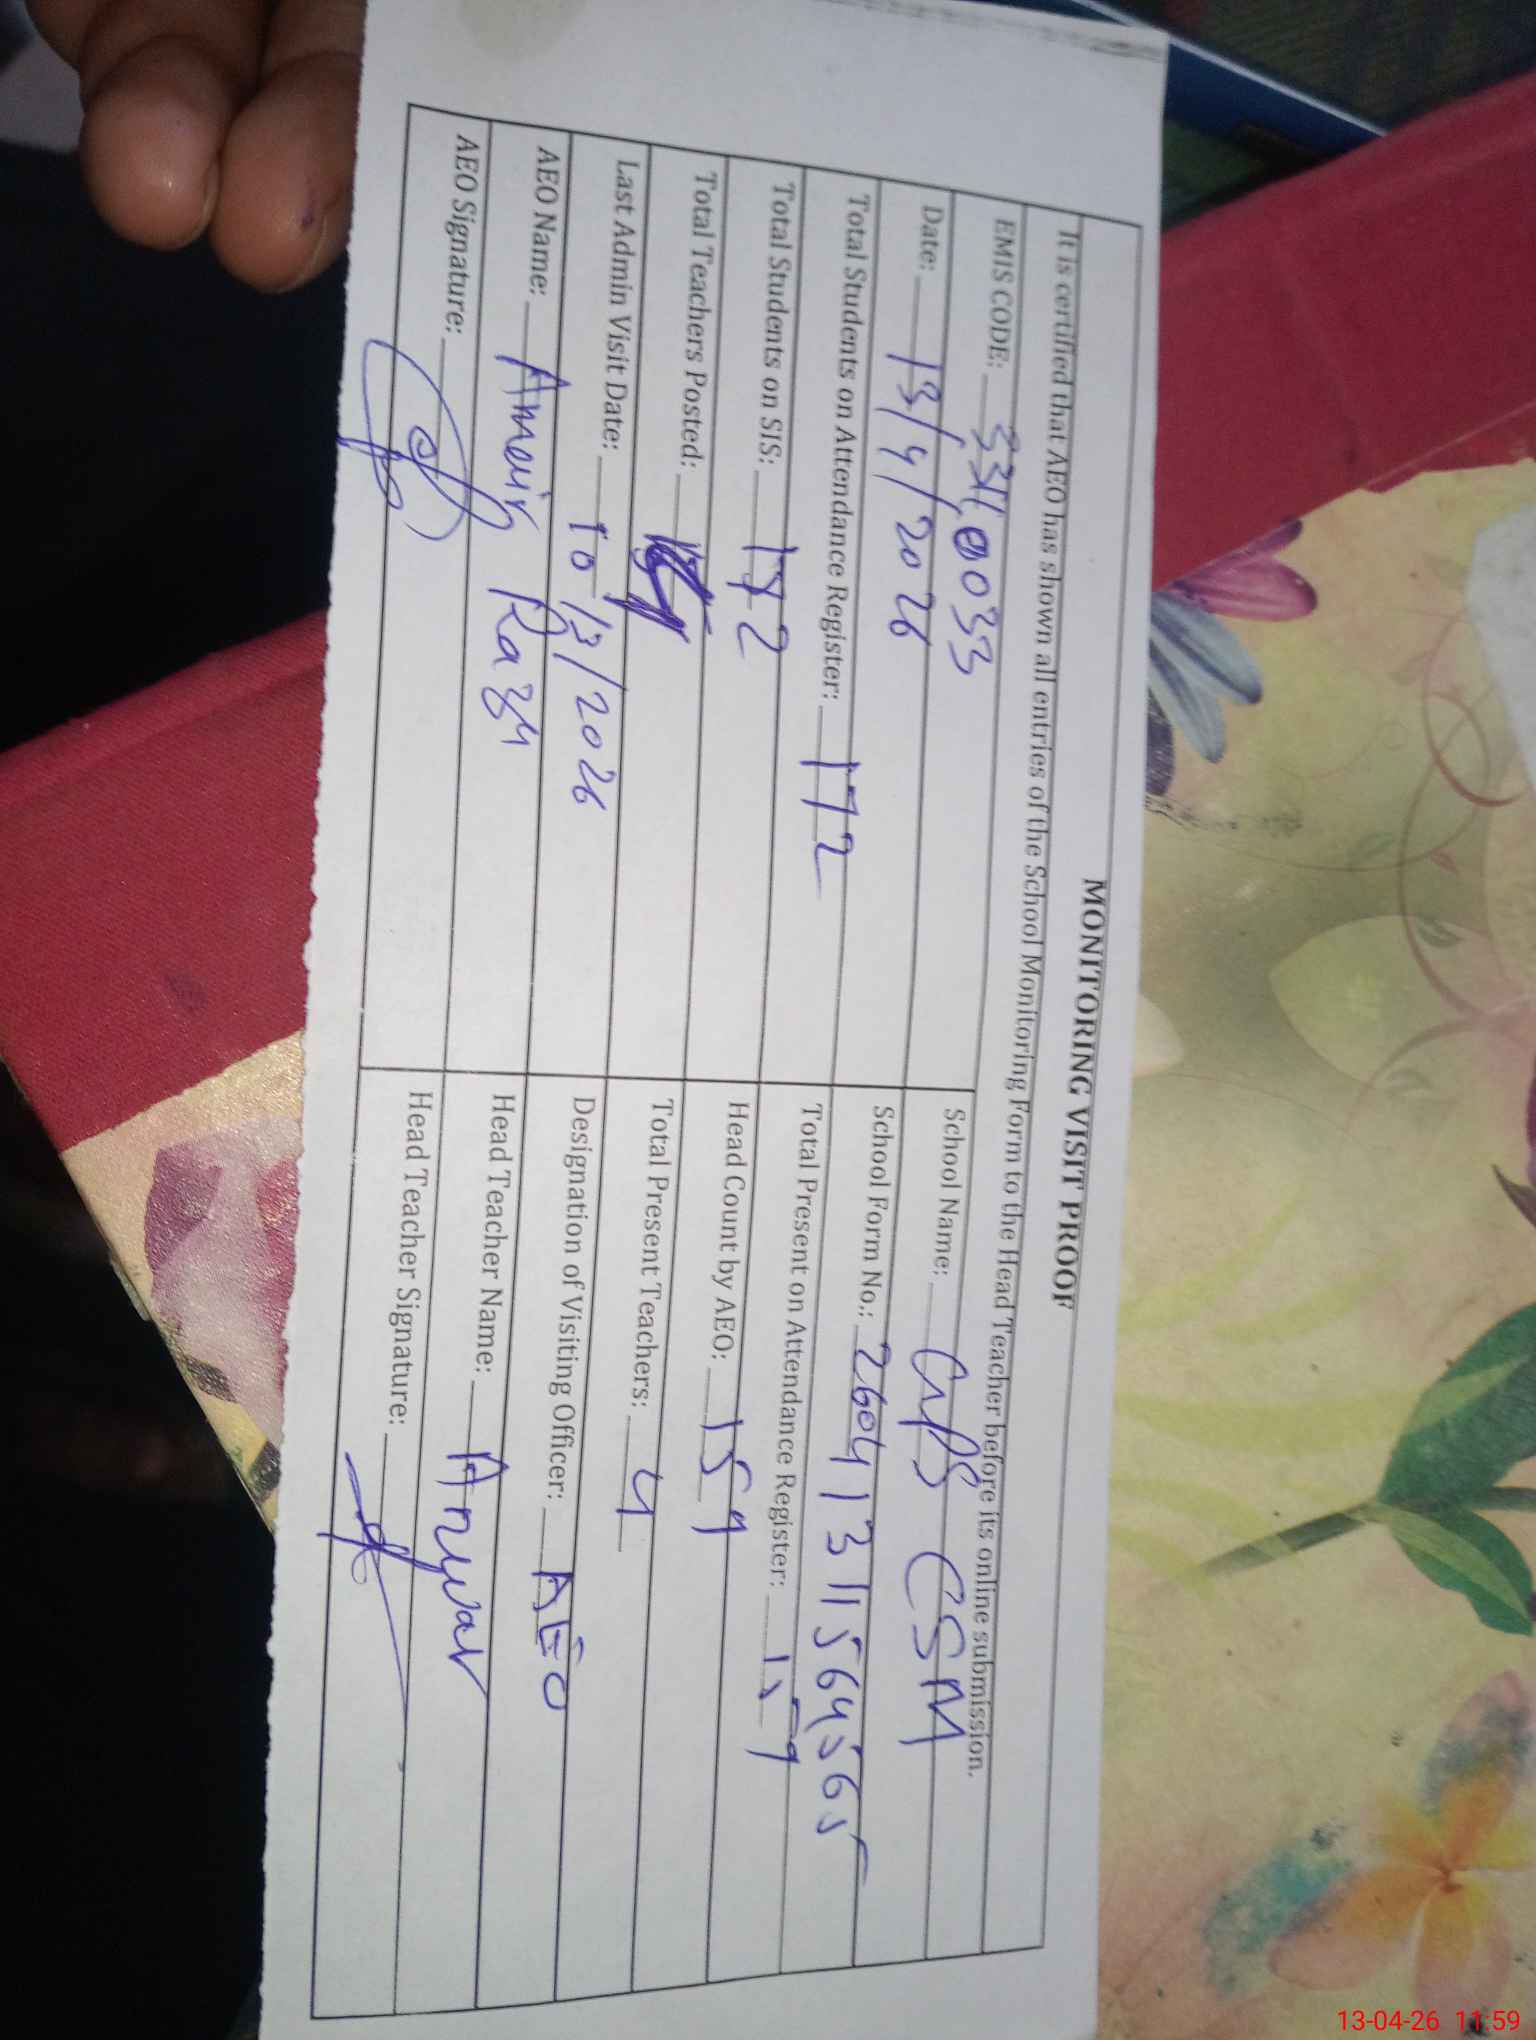 MONITORING VISIT PROOF
It is certified that AEO has shown all entries of the School Monitoring Form to the Head Teacher before its online submission.
EMIS CODE: 33110033 School Name: GPS CSM
Date: 13/4/2026 School Form No.: 26041311564565
Total Students on Attendance Register: 172 Total Present on Attendance Register: 159
Total Students on SIS: 172 Head Count by AEO: 159
Total Teachers Posted: Total Present Teachers: 4
Last Admin Visit Date: 10/3/2026 Designation of Visiting Officer: AEO
AEO Name: Ameir Raza Head Teacher Name: Anwar
AEO Signature: Head Teacher Signature:
13-04-26 11:59